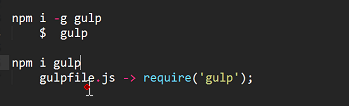 npm i -g gulp
$ gulp
npm i gulp
gulpfile.js -> require('gulp');